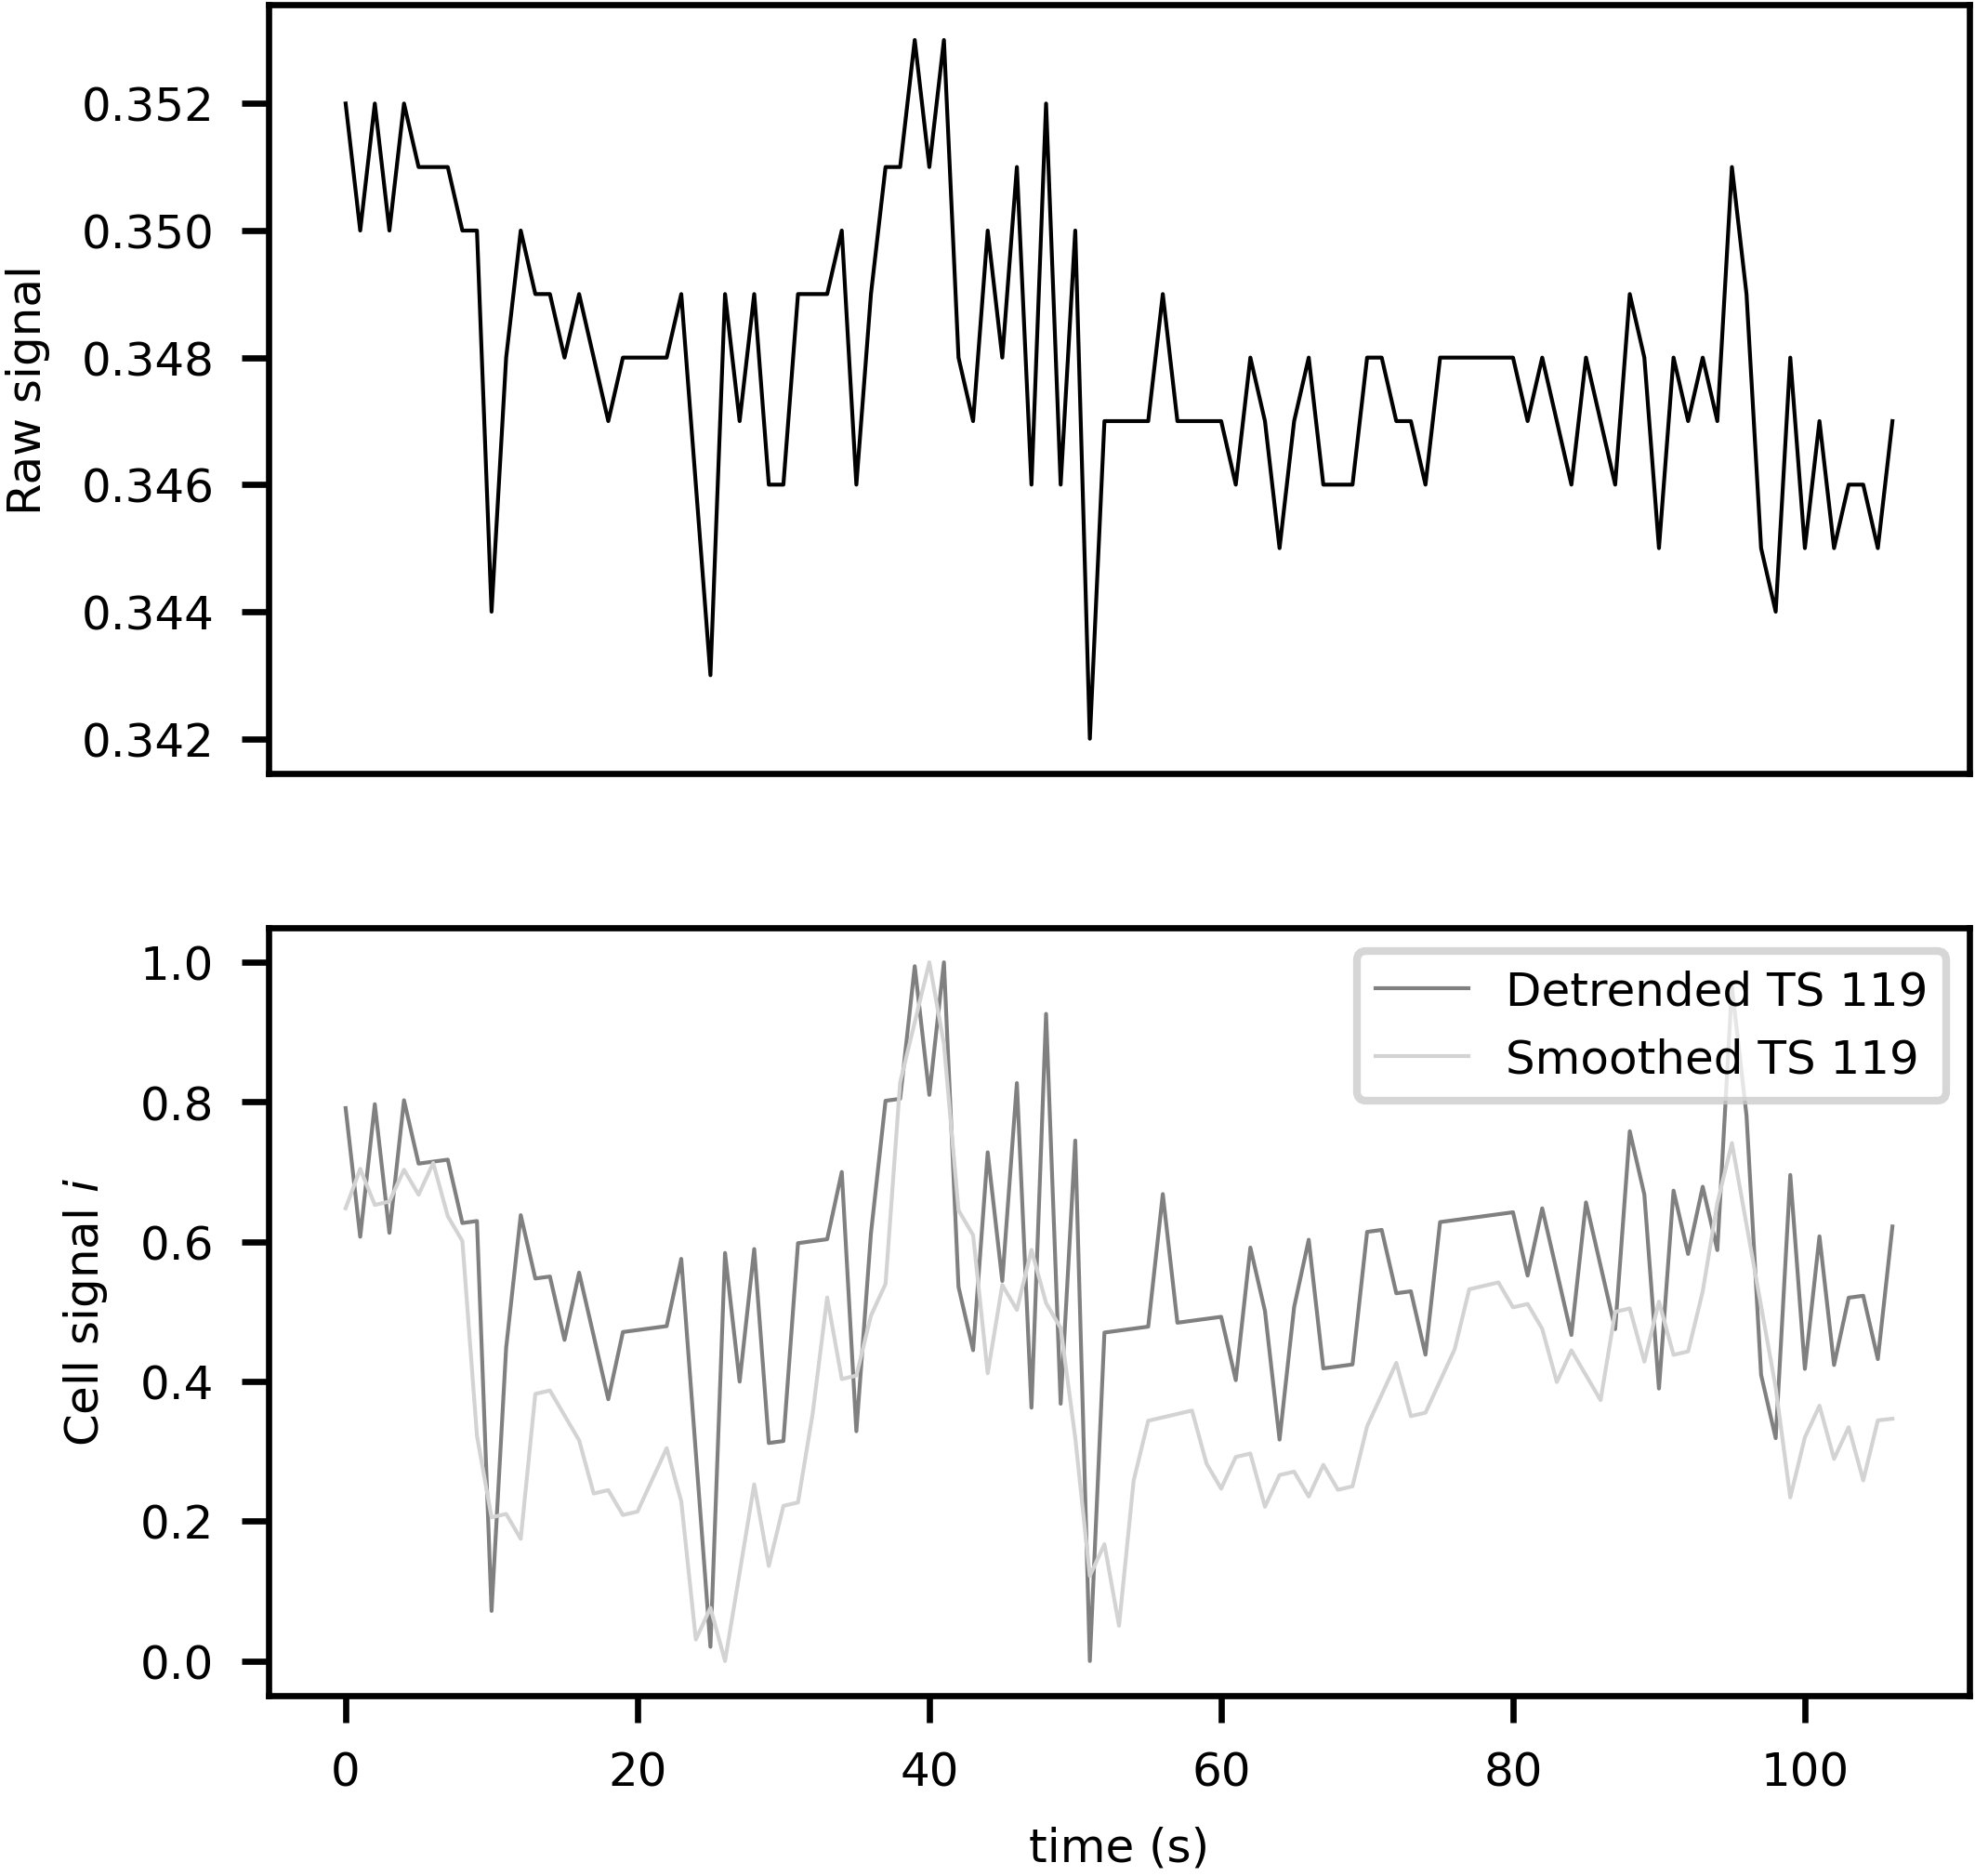 Raw signal
0.352
0.350
0.348
0.346
0.344
0.342
Cell signal i
1.0
0.8
0.6
0.4
0.2
0.0
Detrended TS 119
Smoothed TS 119
0 20 40 60 80 100
time (s)